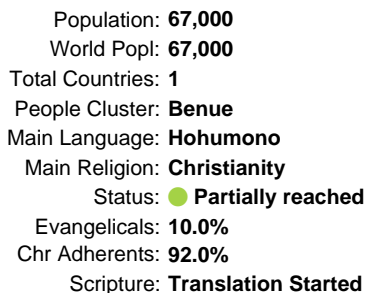 Population: 67,000
World Popl: 67,000
Total Countries: 1
People Cluster: Benue
Main Language: Hohumono
Main Religion: Christianity
Status: Partially reached
Evangelicals: 10.0%
Chr Adherents: 92.0%
Scripture: Translation Started